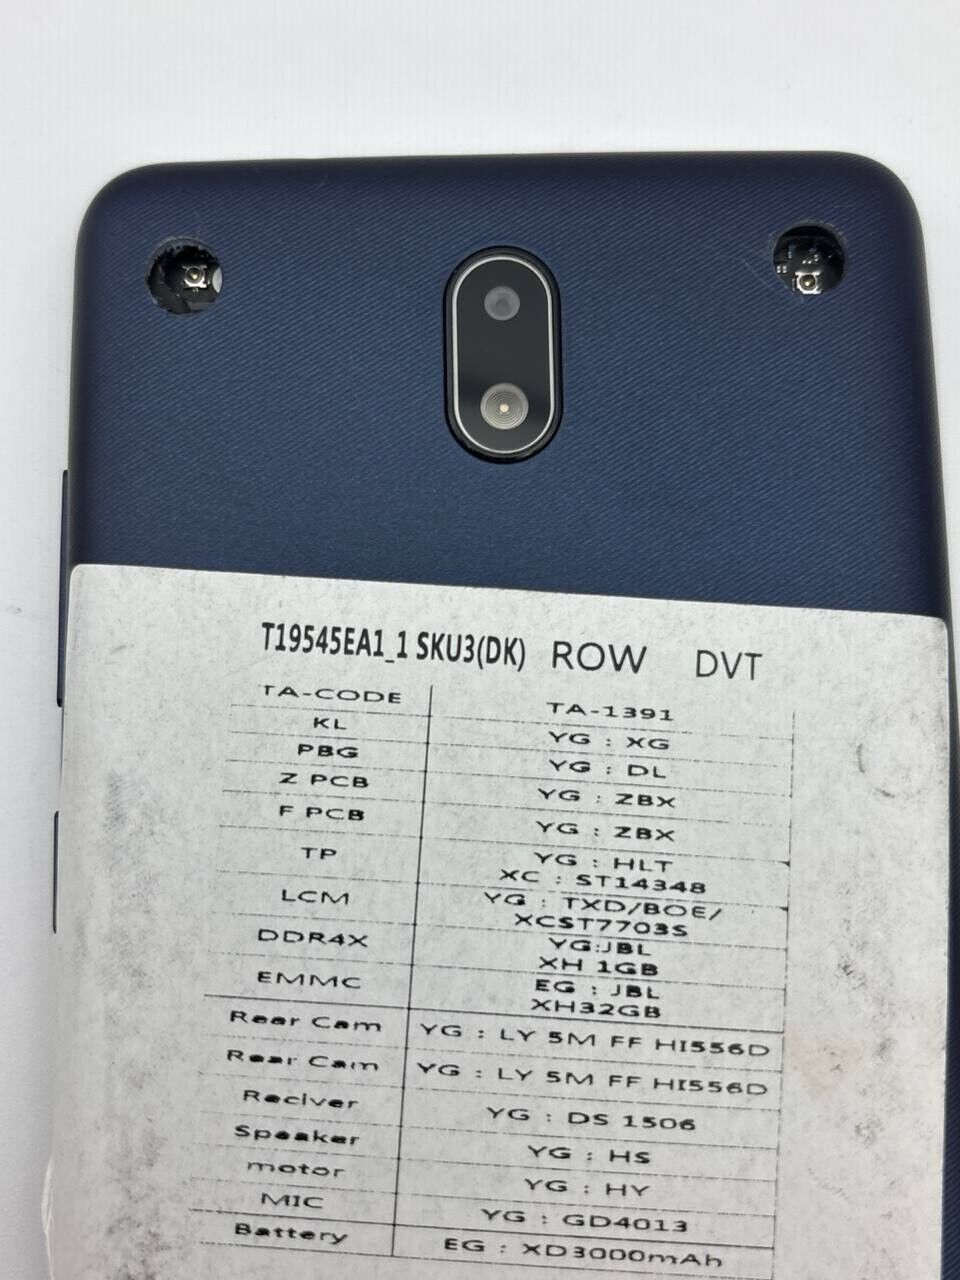 T19545EA1_1 SKU3(DK) ROW DVT
TA-CODE TA-1391
KL YG : XG
PBG YG : DL
Z PCB YG : ZBX
F PCB YG : ZBX
TP YG : HLT
XC : ST14348
LCM YG : TXD/BOE/
XCST7703S
DDR4X YG:JBL
XH 1GB
EMMC EG : JBL
XH32GB
Rear Cam YG : LY 5M FF HI556D
Rear Cam YG : LY 5M FF HI556D
Reciver YG : DS 1506
Speaker YG : HS
motor YG : HY
MIC YG : GD4013
Battery EG : XD3000mAh